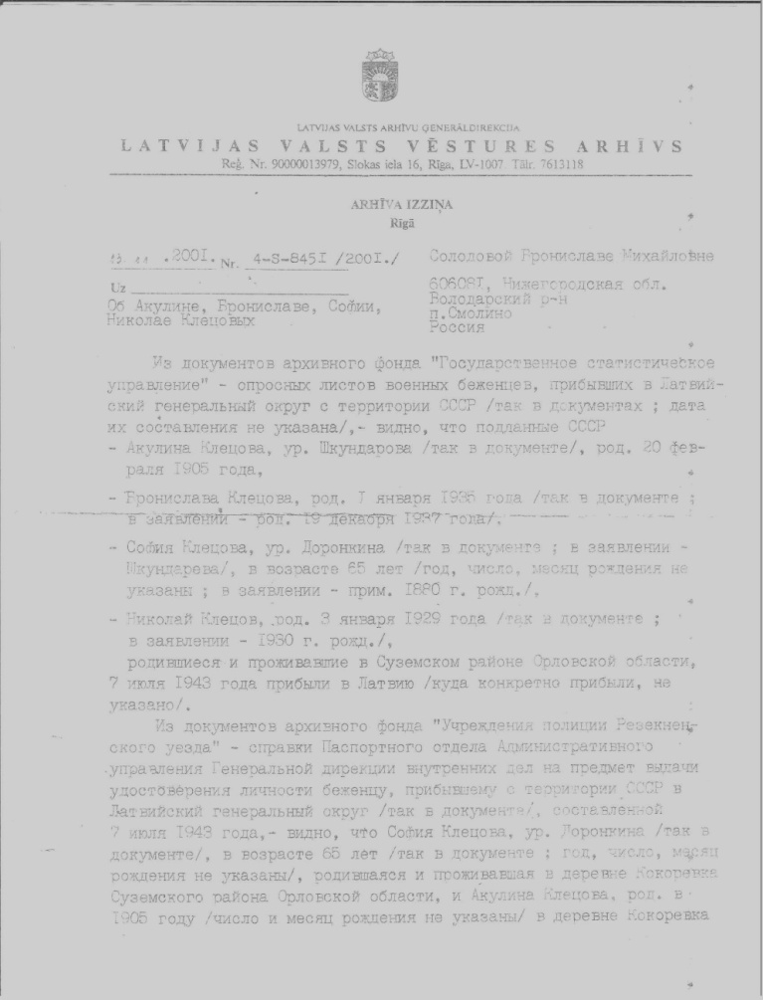 LATVIJAS VALSTS ARHĪVU ĢENERĀLDIREKCIJA
LATVIJAS VALSTS VĒSTURES ARHĪVS
Reģ. Nr. 90000013979, Slokas iela 16, Rīga, LV-1007 Tālr. 7613118
ARHĪVA IZZIŅA
Rīgā
.2001. Nr. 4-S-8451 /2001./
Солодовой Брониславе Михайловне
Uz
606081, Нижегородская обл.
Володарский р-н
п.Смолино
Россия
Об Акулине, Брониславе, Софии,
Николае Клецовых
Из документов архивного фонда "Государственное статистическое
управление" - опросных листов военных беженцев, прибывших в Латвий-
ский генеральный округ с территории СССР /так в документах ; дата
их составления не указана/,- видно, что подданные СССР
- Акулина Клецова, ур. Шкундарова /так в документе/, род. 20 фев-
раля 1905 года,
- Бронислава Клецова, род. 1 января 1935 года /так в документе ;
в заявлении - род. 19 декабря 1937 года/,
- София Клецова, ур. Доронкина /так в документе ; в заявлении -
Шкундарева/, в возрасте 65 лет /год, число, месяц рождения не
указаны ; в заявлении - прим. 1880 г. рожд./,
- Николай Клецов, род. 3 января 1929 года /так в документе ;
в заявлении - 1930 г. рожд./,
родившиеся и проживавшие в Суземском районе Орловской области,
7 июля 1943 года прибыли в Латвию /куда конкретно прибыли, не
указано/.
Из документов архивного фонда "Учреждения полиции Резекнен-
ского уезда" - справки Паспортного отдела Административного
управления Генеральной дирекции внутренних дел на предмет выдачи
удостоверения личности беженцу, прибывшему с территории СССР в
Латвийский генеральный округ /так в документе/, составленной
7 июля 1943 года,- видно, что София Клецова, ур. Доронкина /так в
документе/, в возрасте 65 лет /так в документе ; год, число, месяц
рождения не указаны/, родившаяся и проживавшая в деревне Кокоревка
Суземского района Орловской области, и Акулина Клецова, род. в
1905 году /число и месяц рождения не указаны/ в деревне Кокоревка